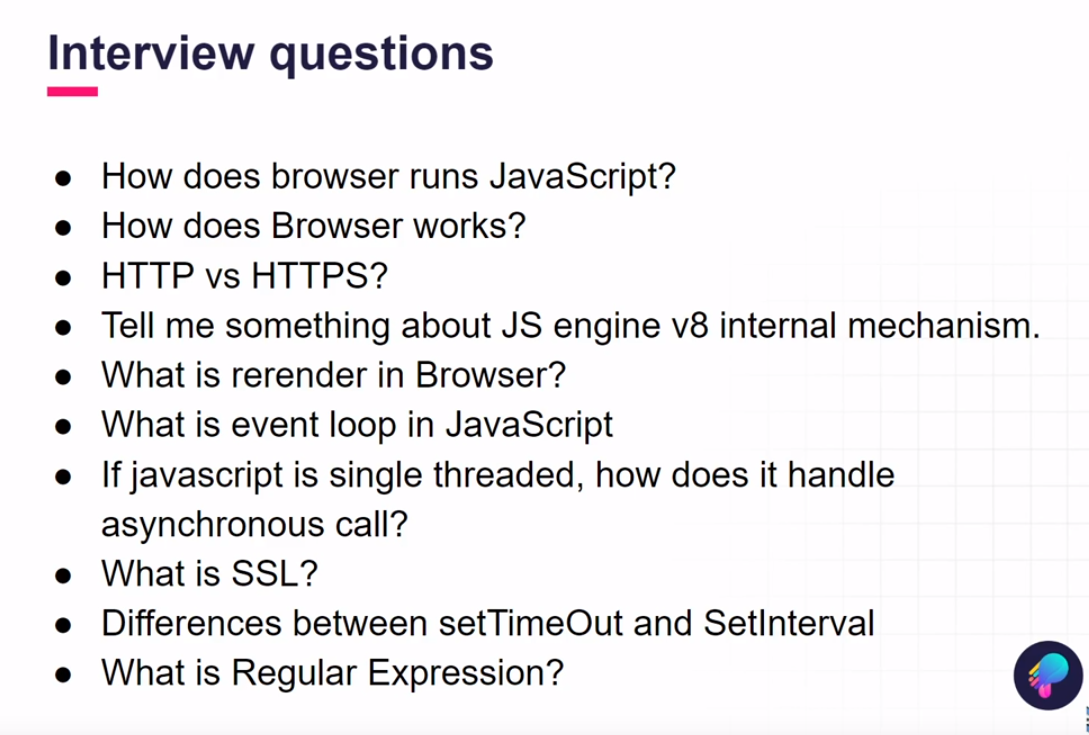 Interview questions
● How does browser runs JavaScript?
● How does Browser works?
● HTTP vs HTTPS?
● Tell me something about JS engine v8 internal mechanism.
● What is rerender in Browser?
● What is event loop in JavaScript
● If javascript is single threaded, how does it handle
asynchronous call?
● What is SSL?
● Differences between setTimeOut and SetInterval
● What is Regular Expression?